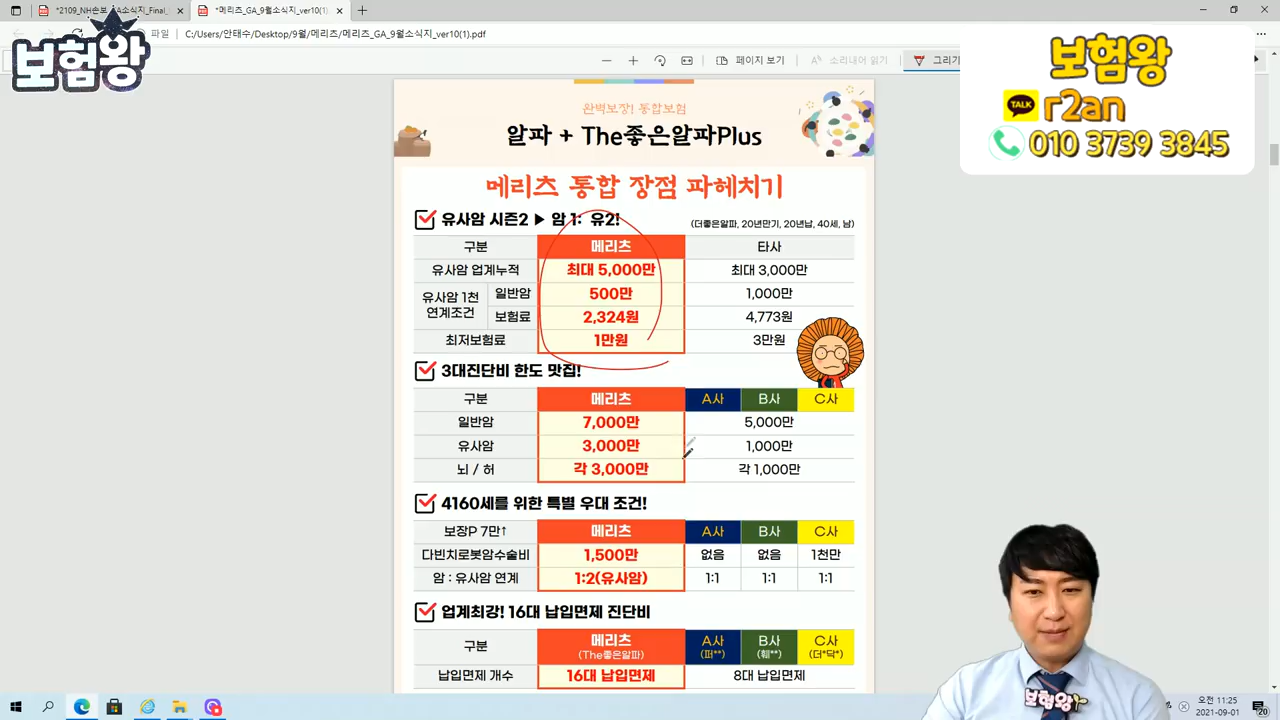 *2109_NH손보_GA소식지_Final_
*메리츠_GA_9월소식지_ver10(1).p
파일 C:/Users/안태수/Desktop/9월/메리츠/메리츠_GA_9월소식지_ver10(1).pdf
페이지 보기 소리내어 읽기 그리기
보험왕
보험왕
TALK r2an
010 3739 3845
완벽보장! 통합보험
알파 + The좋은알파Plus
메리츠 통합 장점 파헤치기
유사암 시즌2 ▶ 암 1: 유2!
(더좋은알파, 20년만기, 20년납, 40세, 남)
구분 메리츠 타사
유사암 업계누적 최대 5,000만 최대 3,000만
유사암 1천 연계조건 일반암 500만 1,000만
보험료 2,324원 4,773원
최저보험료 1만원 3만원
3대진단비 한도 맛집!
구분 메리츠 A사 B사 C사
일반암 7,000만 5,000만
유사암 3,000만 1,000만
뇌 / 허 각 3,000만 각 1,000만
4160세를 위한 특별 우대 조건!
보장P 7만↑ 메리츠 A사 B사 C사
다빈치로봇암수술비 1,500만 없음 없음 1천만
암 : 유사암 연계 1:2(유사암) 1:1 1:1 1:1
업계최강! 16대 납입면제 진단비
구분 메리츠 A사 B사 C사
(The좋은알파) (퍼**) (훼**) (더*닥*)
납입면제 개수 16대 납입면제 8대 납입면제
보험왕
오전 11:25
2021-09-01
20